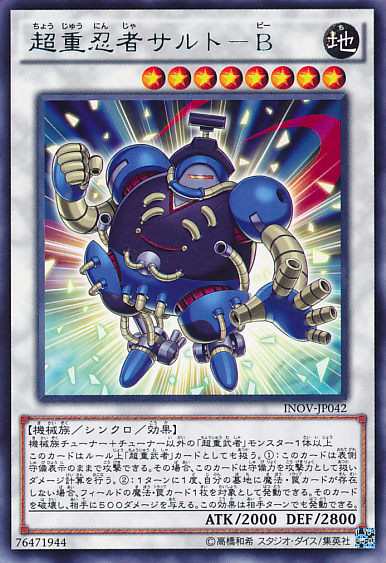 超重忍者サルト－B
地
INOV-JP042
【機械族／シンクロ／効果】
機械族チューナー＋チューナー以外の「超重武者」モンスター1体以上
このカードはルール上「超重武者」カードとしても扱う。①：このカードは表側
守備表示のままで攻撃できる。その場合、このカードは守備力を攻撃力として扱い
ダメージ計算を行う。②：1ターンに1度、自分の墓地に魔法・罠カードが存
在しない場合、フィールドの魔法・罠カード1枚を対象として発動できる。そのカード
を破壊し、相手に500ダメージを与える。この効果は相手ターンでも発動できる。
ATK/2000 DEF/2800
76471944
©高橋和希 スタジオ・ダイス/集英社